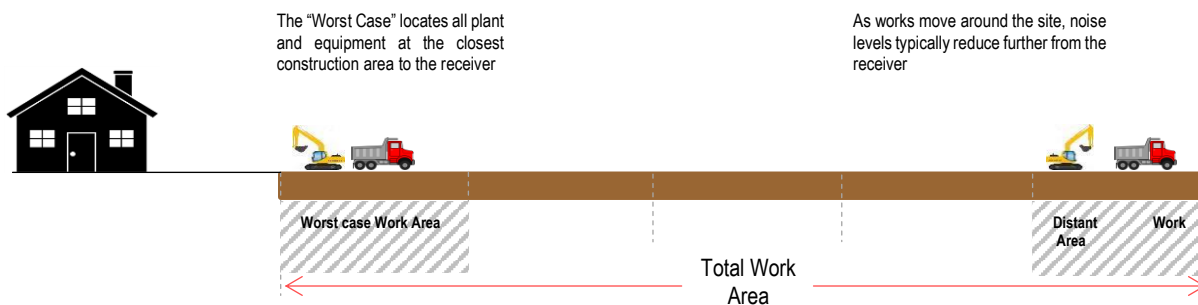 The “Worst Case” locates all plant
and equipment at the closest
construction area to the receiver
As works move around the site, noise
levels typically reduce further from the
receiver
Worst case Work Area
Distant Work
Area
Total Work
Area